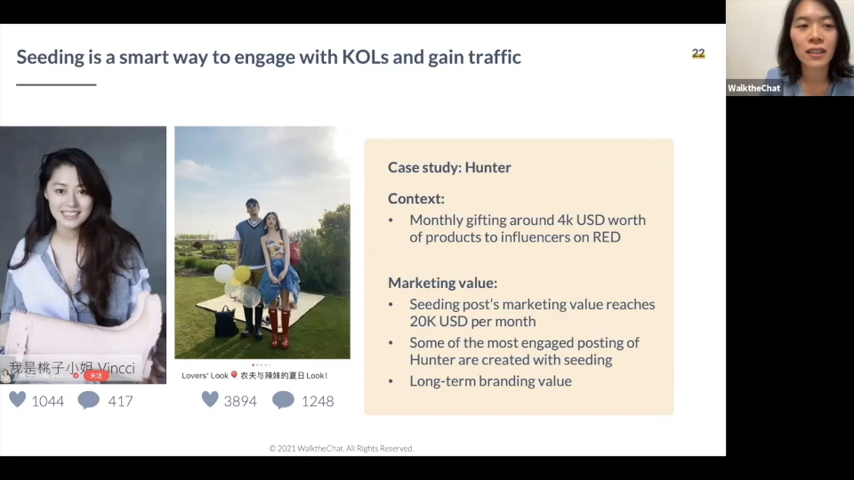 Seeding is a smart way to engage with KOLs and gain traffic
22
WalktheChat
Case study: Hunter
Context:
• Monthly gifting around 4k USD worth
of products to influencers on RED
Marketing value:
• Seeding post's marketing value reaches
20K USD per month
• Some of the most engaged posting of
Hunter are created with seeding
• Long-term branding value
我是桃子小姐 Vincci
关注
Lovers' Look 农夫与辣妹的夏日Look!
1044 417
3894 1248
© 2021 WalktheChat. All Rights Reserved.